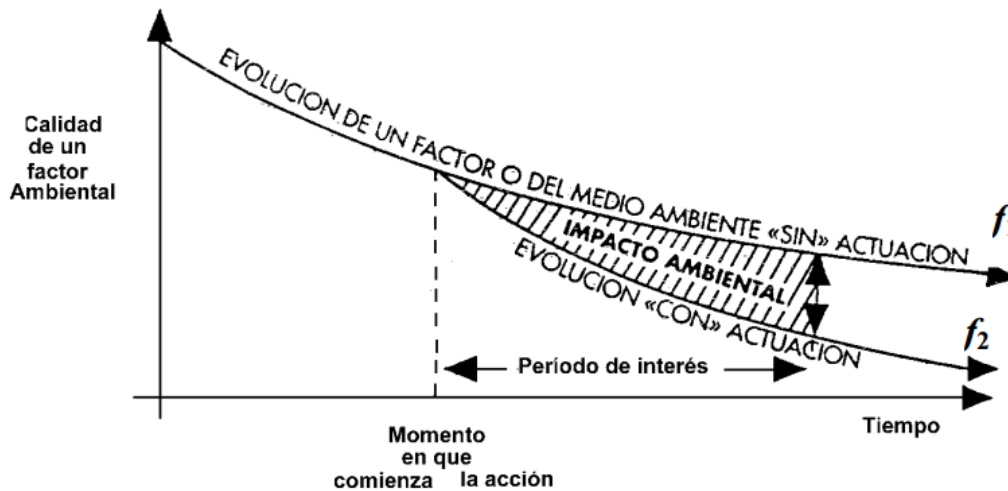 Calidad
de un
factor
Ambiental
EVOLUCION DE UN FACTOR O DEL MEDIO AMBIENTE «SIN» ACTUACION
IMPACTO AMBIENTAL
EVOLUCION «CON» ACTUACION
f1
f2
Período de interés
Tiempo
Momento
en que
comienza la acción